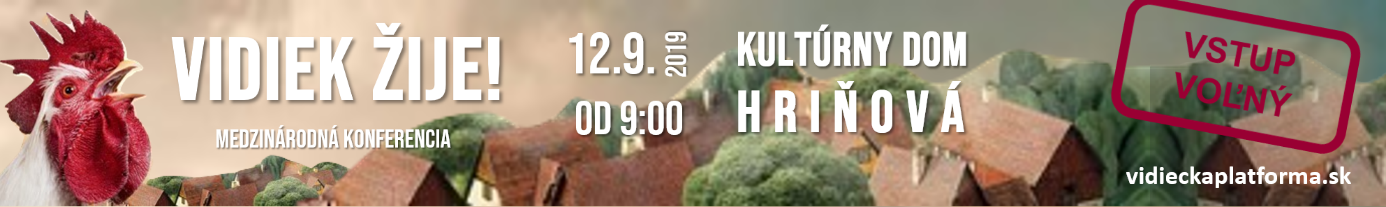 VIDIEK ŽIJE!
MEDZINÁRODNÁ KONFERENCIA
12.9. 2019
OD 9:00
KULTÚRNY DOM
HRIŇOVÁ
VSTUP
VOĽNÝ
vidieckaplatforma.sk